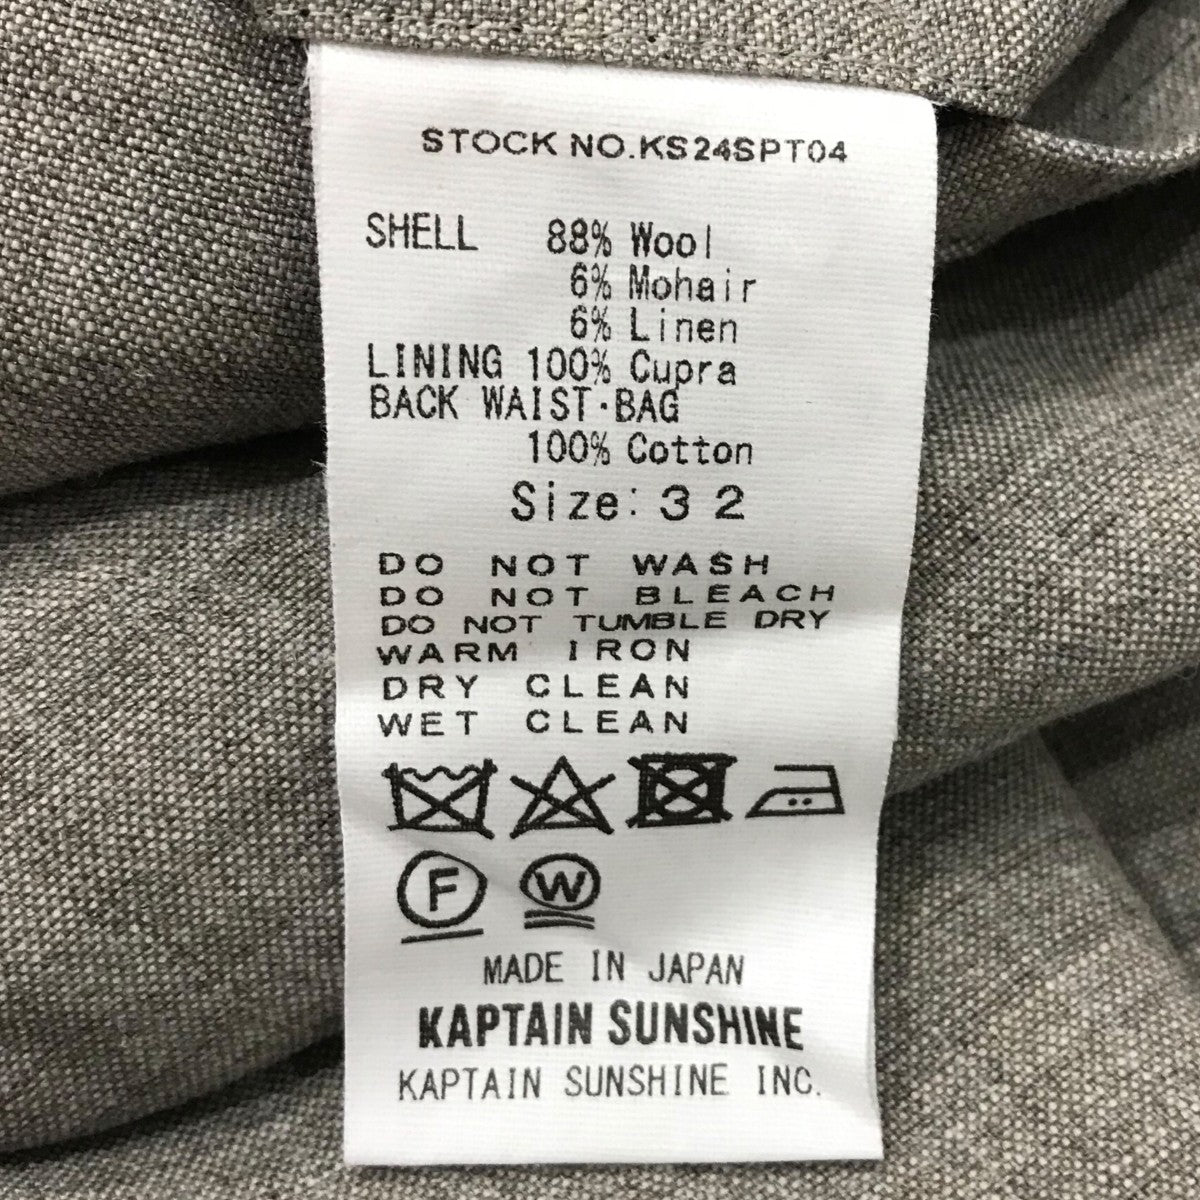 STOCK NO.KS24SPT04
SHELL 88% Wool
6% Mohair
6% Linen
LINING 100% Cupra
BACK WAIST・BAG
100% Cotton
Size: 32
DO NOT WASH
DO NOT BLEACH
DO NOT TUMBLE DRY
WARM IRON
DRY CLEAN
WET CLEAN
F W
MADE IN JAPAN
KAPTAIN SUNSHINE
KAPTAIN SUNSHINE INC.